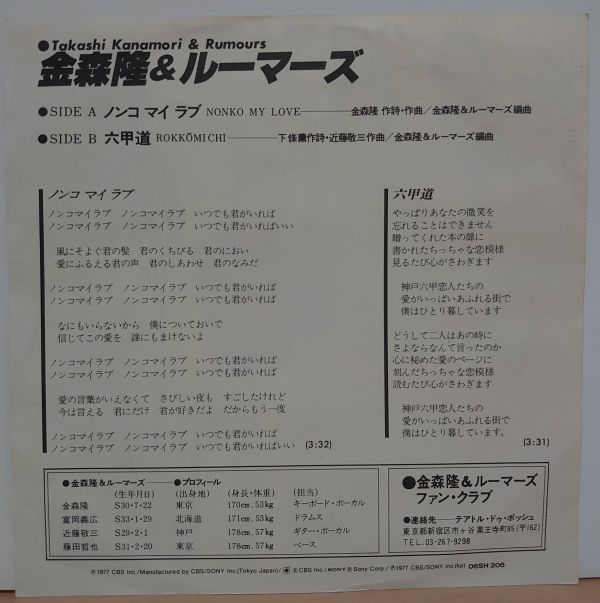 ●Takashi Kanamori & Rumours
金森隆&ルーマーズ
●SIDE A ノンコ マイ ラブ NONKO MY LOVE――金森隆 作詩・作曲／金森隆&ルーマーズ編曲
●SIDE B 六甲道 ROKKŌMICHI――下條薫作詩・近藤敬三作曲／金森隆&ルーマーズ編曲
ノンコ マイ ラブ
ノンコマイラブ ノンコマイラブ いつでも君がいれば
ノンコマイラブ ノンコマイラブ いつでも君がいればいい
風にそよぐ君の髪 君のくちびる 君のにおい
愛にふるえる君の声 君のしあわせ 君のなみだ
ノンコマイラブ ノンコマイラブ いつでも君がいれば
ノンコマイラブ ノンコマイラブ いつでも君がいれば
なにもいらないから 僕についておいで
信じてこの愛を 誰にもまけないよ
ノンコマイラブ ノンコマイラブ いつでも君がいれば
ノンコマイラブ ノンコマイラブ いつでも君がいれば
愛の言葉がいえなくて さびしい夜も すごしたけれど
今は言える 君にだけ 君が好きだよ だからもう一度
ノンコマイラブ ノンコマイラブ いつでも君がいれば
ノンコマイラブ ノンコマイラブ いつでも君がいればいい (3:32)
六甲道
やっぱりあなたの微笑を
忘れることはできません
贈ってくれた本の扉に
書かれたちっちゃな恋模様
見るたび心がさわぎます
神戸六甲恋人たちの
愛がいっぱいあふれる街で
僕はひとり暮しています
どうして二人はあの時に
さよならなんて言ったのか
心に秘めた愛のページに
刻んだちっちゃな恋模様
読むたび心がさわぎます
神戸六甲恋人たちの
愛がいっぱいあふれる街で
僕はひとり暮しています。
(3:31)
●金森隆&ルーマーズ――●プロフィール
(生年月日) (出身地) (身長・体重) (担当)
金森隆 S30・7・22 東京 170cm.53kg キーボード・ボーカル
富岡義広 S33・1・29 北海道 171cm.53kg ドラムス
近藤敬三 S29・2・1 神戸 178cm.57kg ギター・ボーカル
藤田哲也 S31・2・20 東京 178cm.57kg ベース
●金森隆&ルーマーズ
ファン・クラブ
●連絡先――テアトル・ドゥ・ポッシュ
東京都新宿区市ヶ谷薬王寺町85(〒162)
TEL.03-267-9298
℗1977 CBS Inc./Manufactured by CBS/SONY Inc.(Tokyo Japan)/ ® CBS Inc./SONY ® Sony Corp./ ©1977 CBS/SONY Inc.(kp) 06SH 206